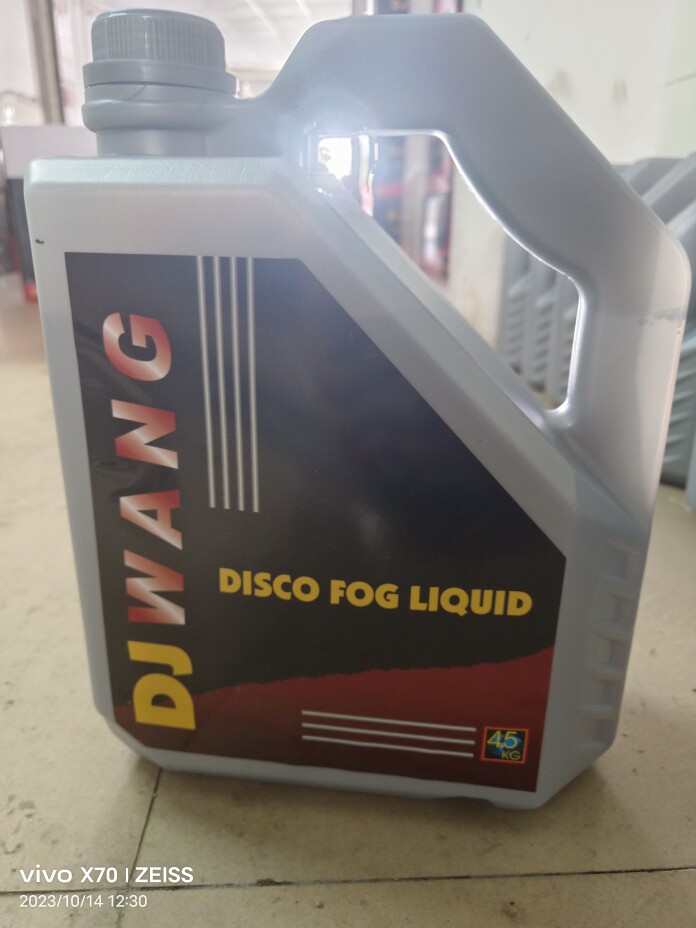 DJ WANG
DISCO FOG LIQUID
4,5
KG
vivo X70 | ZEISS
2023/10/14 12:30